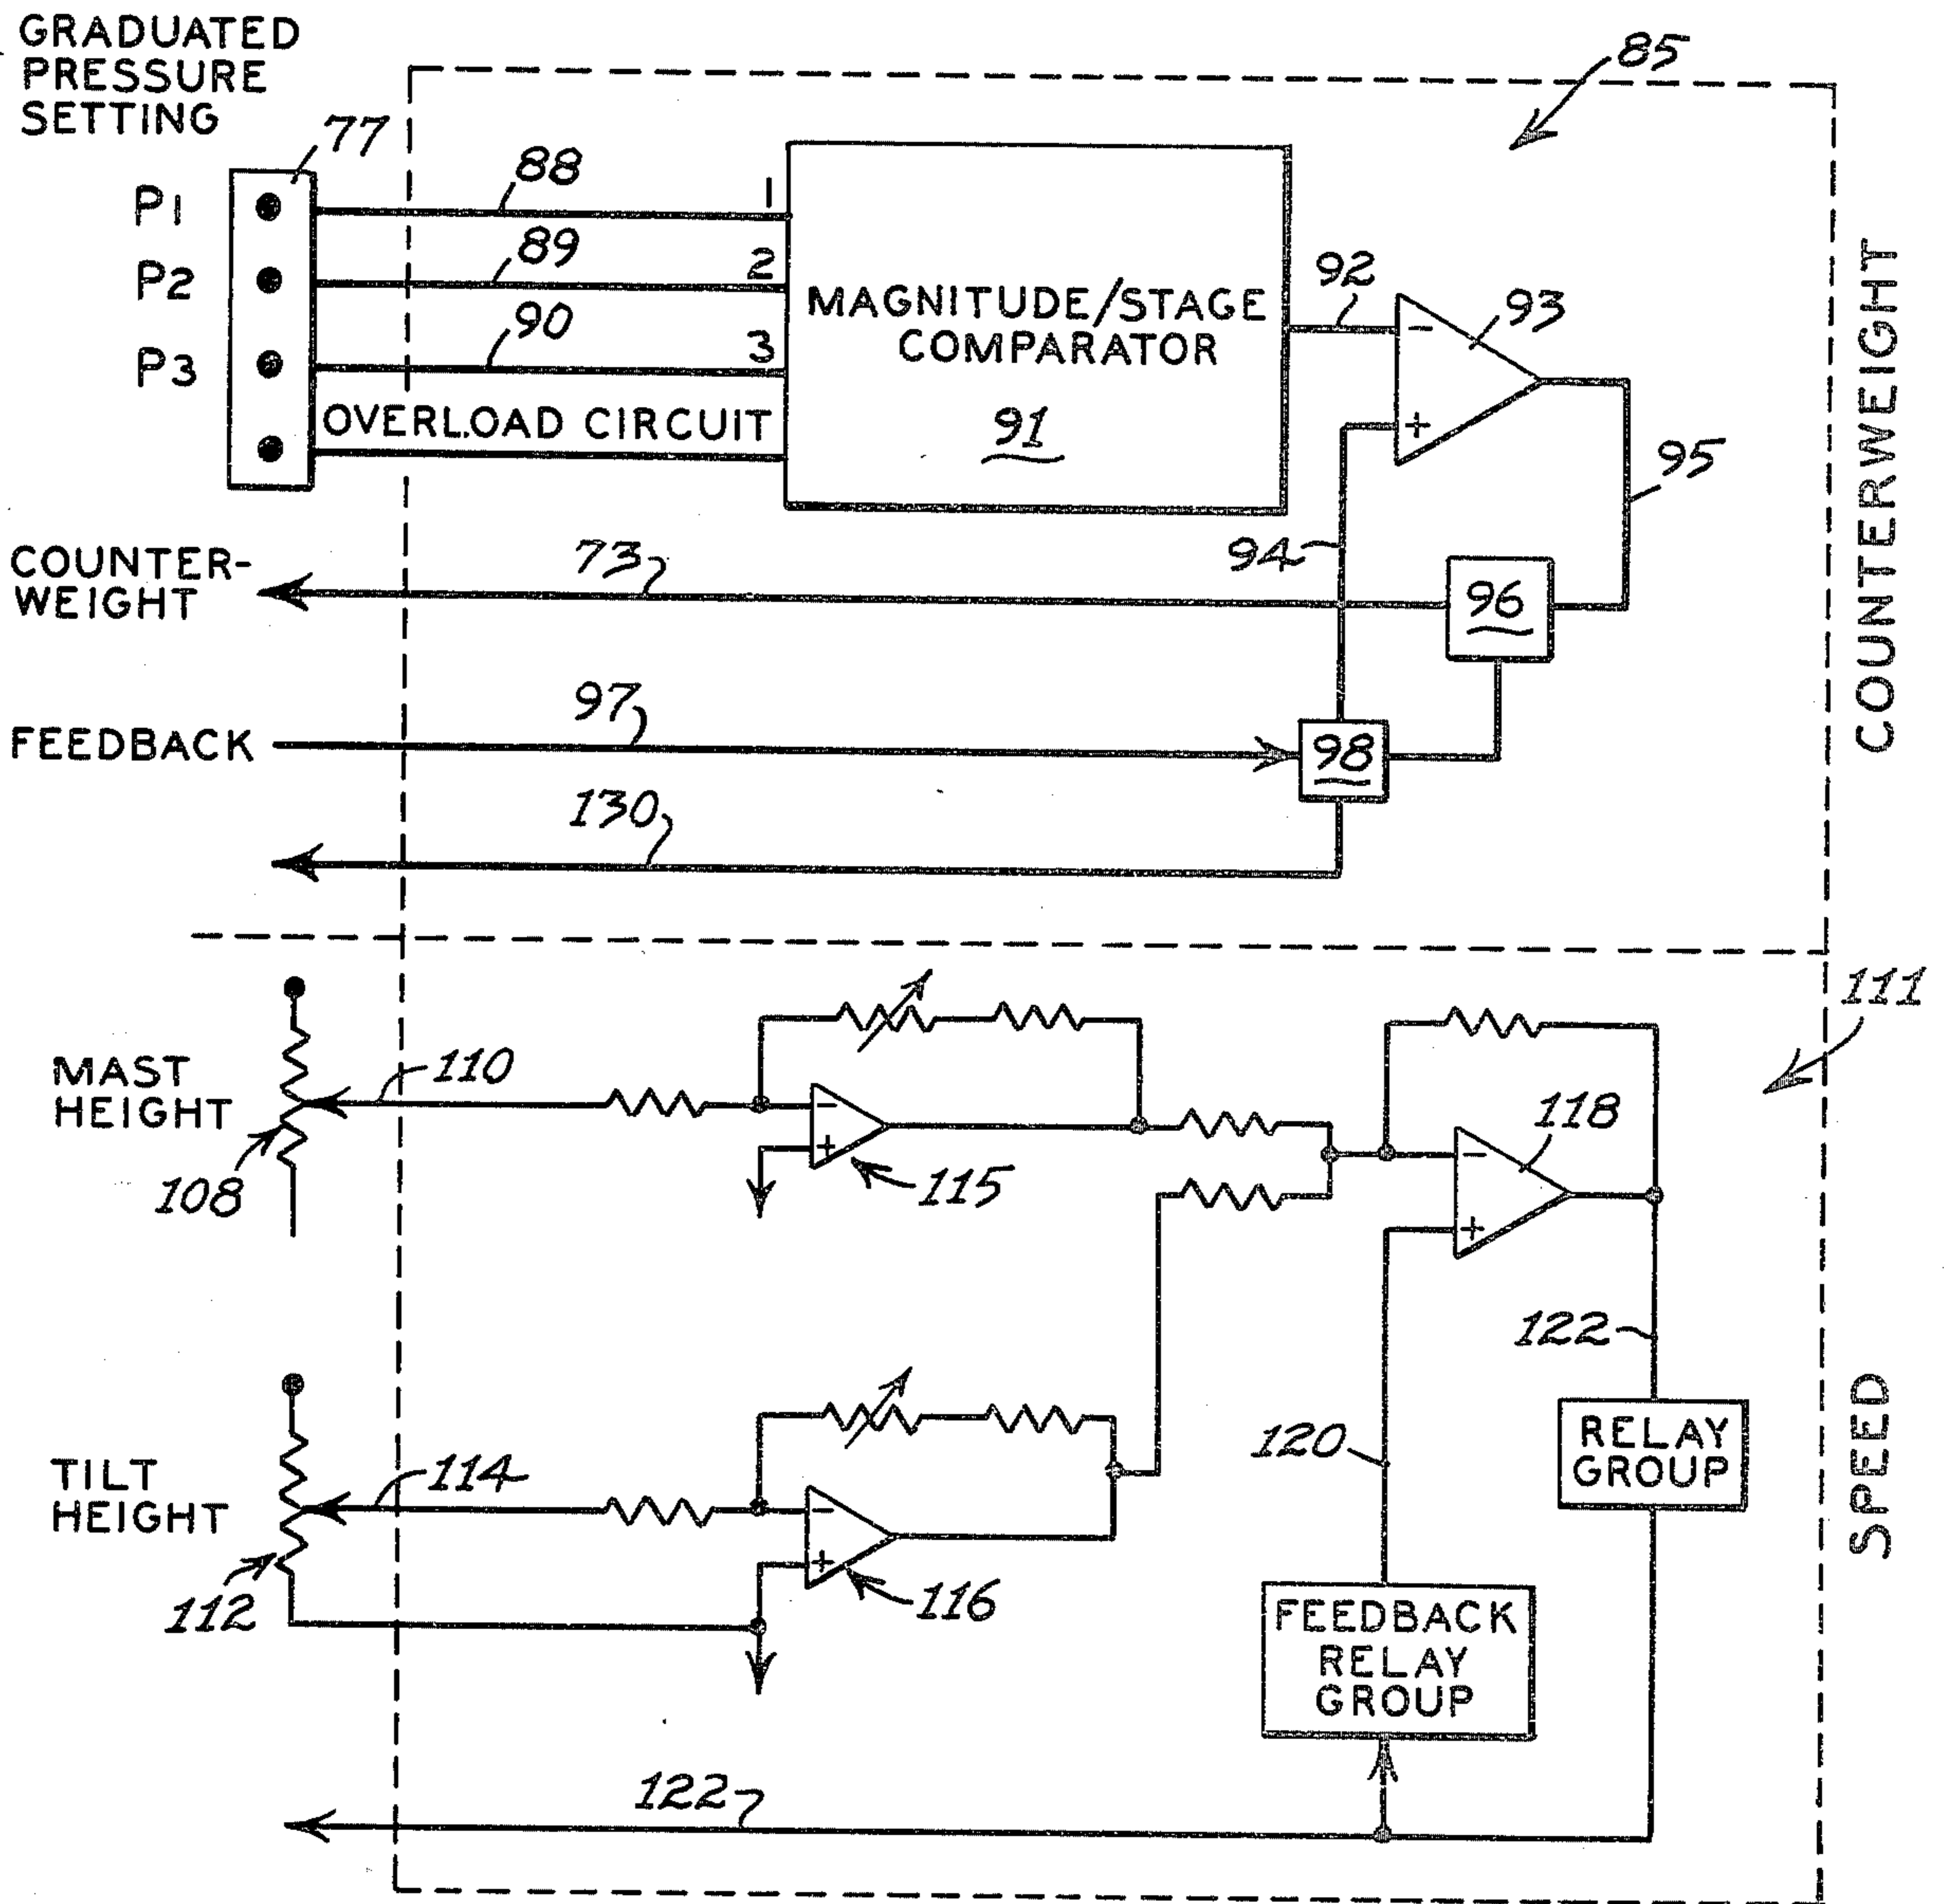 GRADUATED
PRESSURE
SETTING
77
85
P1
88
1
P2
89
2
P3
90
3
OVERLOAD CIRCUIT
MAGNITUDE/STAGE
COMPARATOR
91
92
-
93
+
94
95
COUNTERWEIGHT
COUNTER-
WEIGHT
73
96
FEEDBACK
97
98
130
111
MAST
HEIGHT
108
110
-
+
115
-
118
+
122
TILT
HEIGHT
112
114
-
+
116
120
RELAY
GROUP
SPEED
FEEDBACK
RELAY
GROUP
122